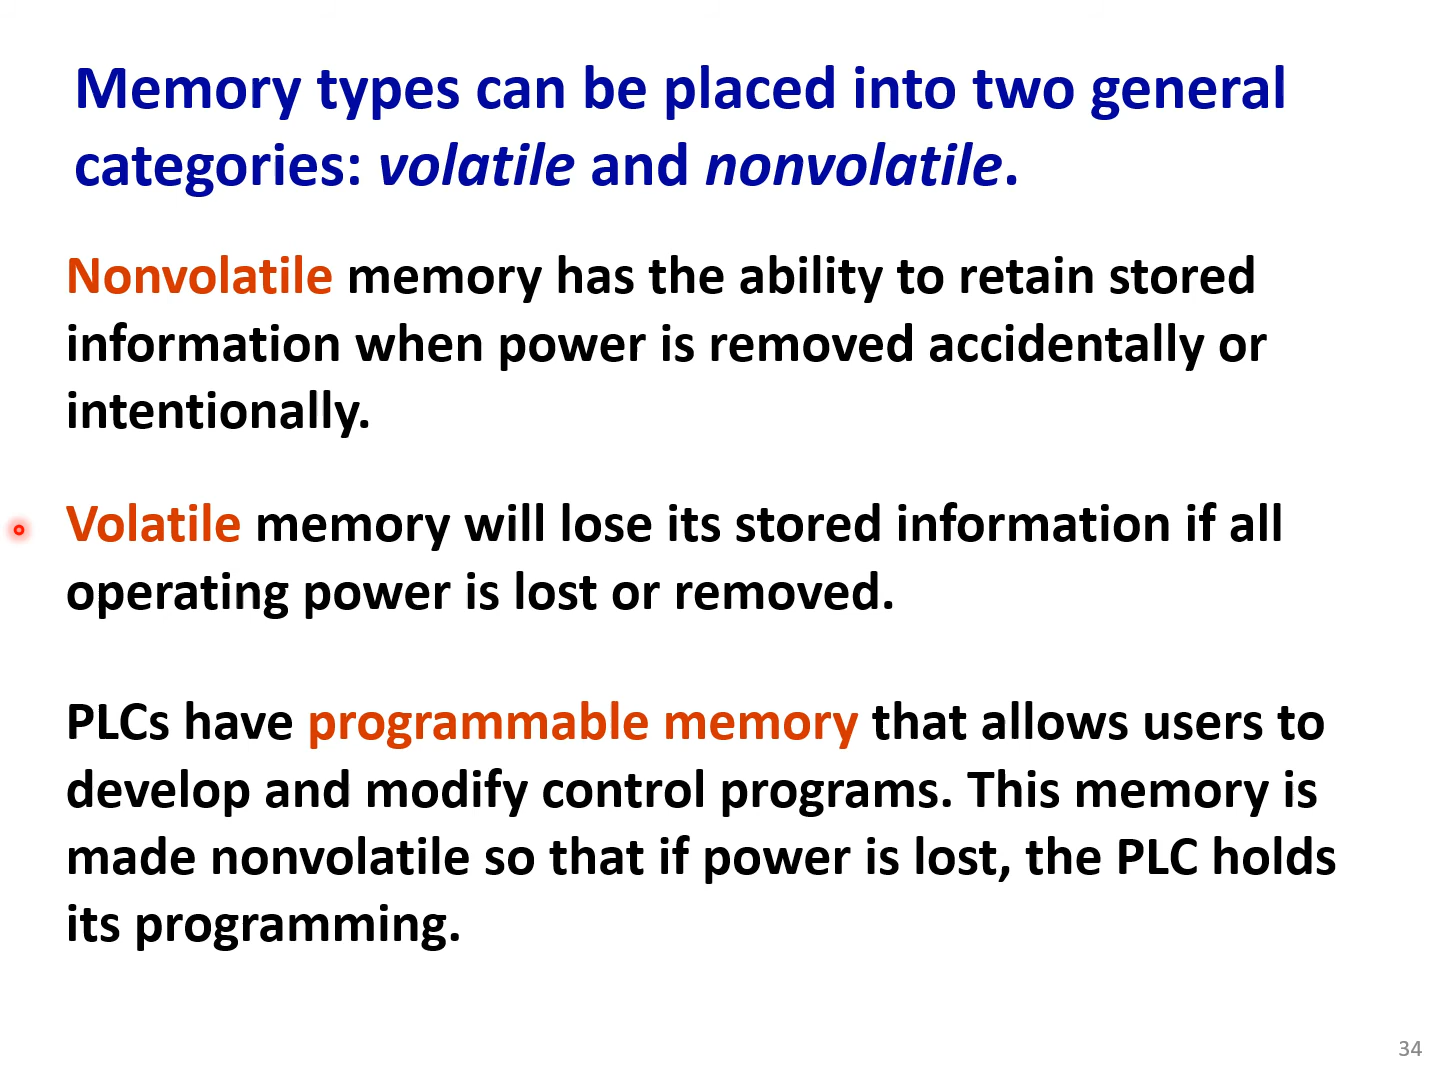 Memory types can be placed into two general
categories: volatile and nonvolatile.
Nonvolatile memory has the ability to retain stored
information when power is removed accidentally or
intentionally.
Volatile memory will lose its stored information if all
operating power is lost or removed.
PLCs have programmable memory that allows users to
develop and modify control programs. This memory is
made nonvolatile so that if power is lost, the PLC holds
its programming.
34